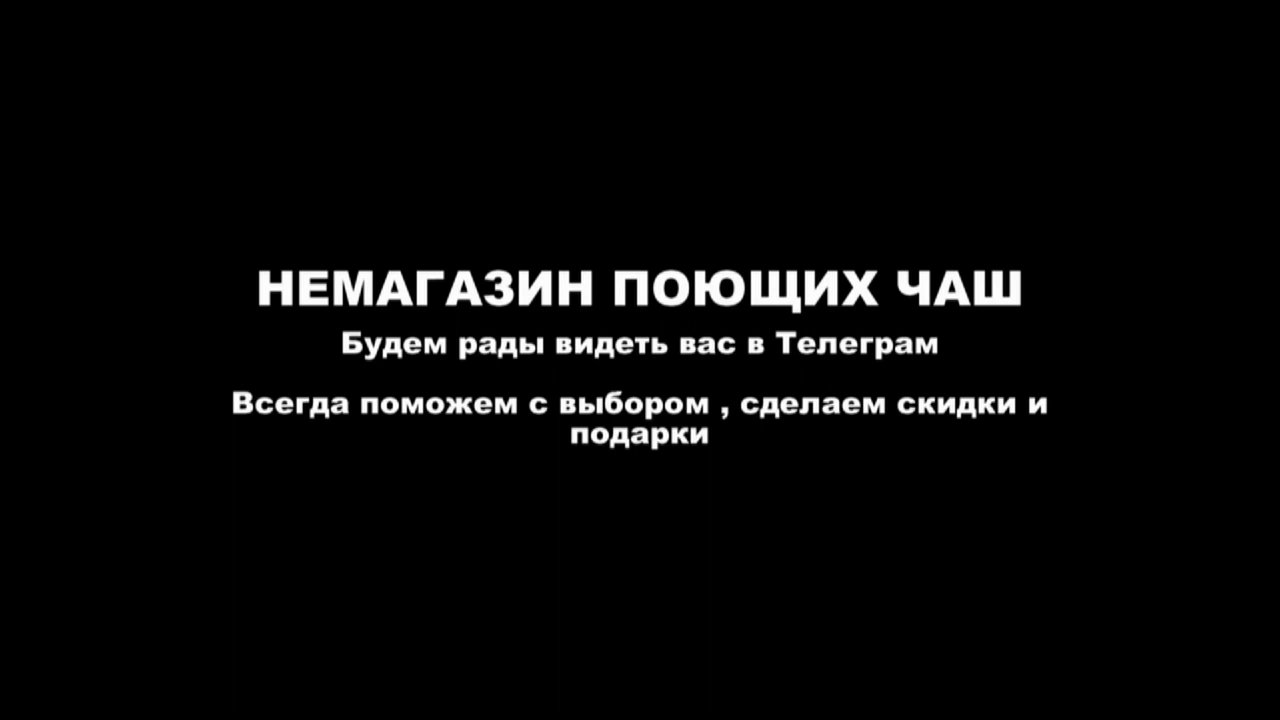 НЕМАГАЗИН ПОЮЩИХ ЧАШ
Будем рады видеть вас в Телеграм
Всегда поможем с выбором , сделаем скидки и
подарки